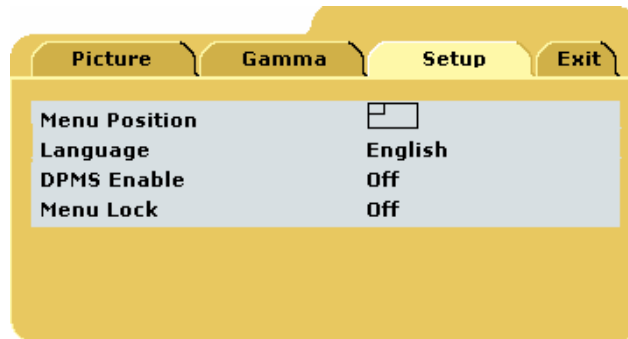 Picture Gamma Setup Exit
Menu Position
Language English
DPMS Enable Off
Menu Lock Off